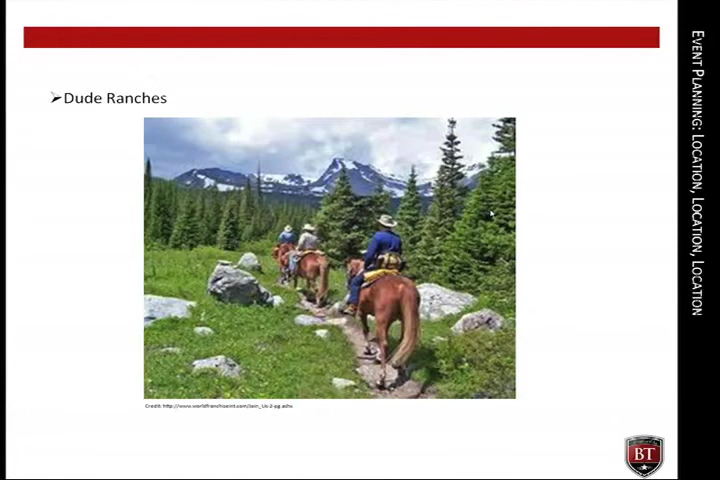 ➢Dude Ranches
EVENT PLANNING: LOCATION, LOCATION, LOCATION
BT